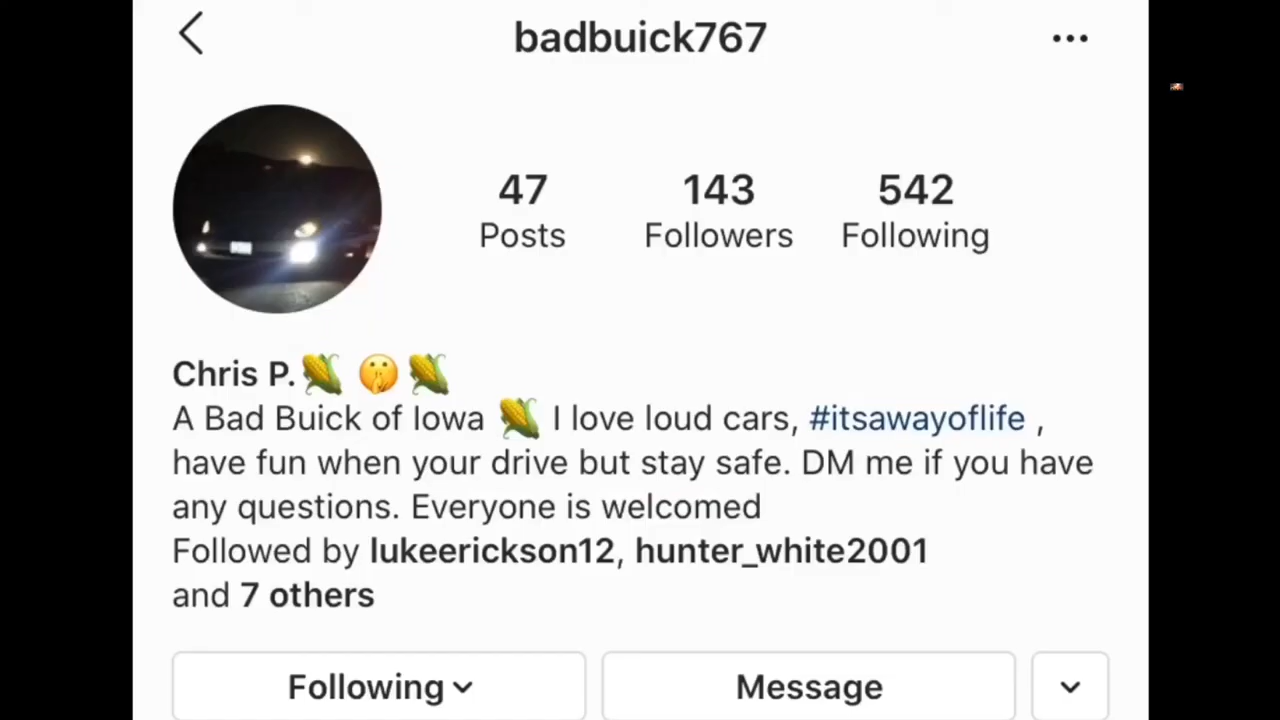 badbuick767
47 143 542
Posts Followers Following
Chris P.🌽 🤫 🌽
A Bad Buick of Iowa 🌽 I love loud cars, #itsawayoflife ,
have fun when your drive but stay safe. DM me if you have
any questions. Everyone is welcomed
Followed by lukeerickson12, hunter_white2001
and 7 others
Following Message